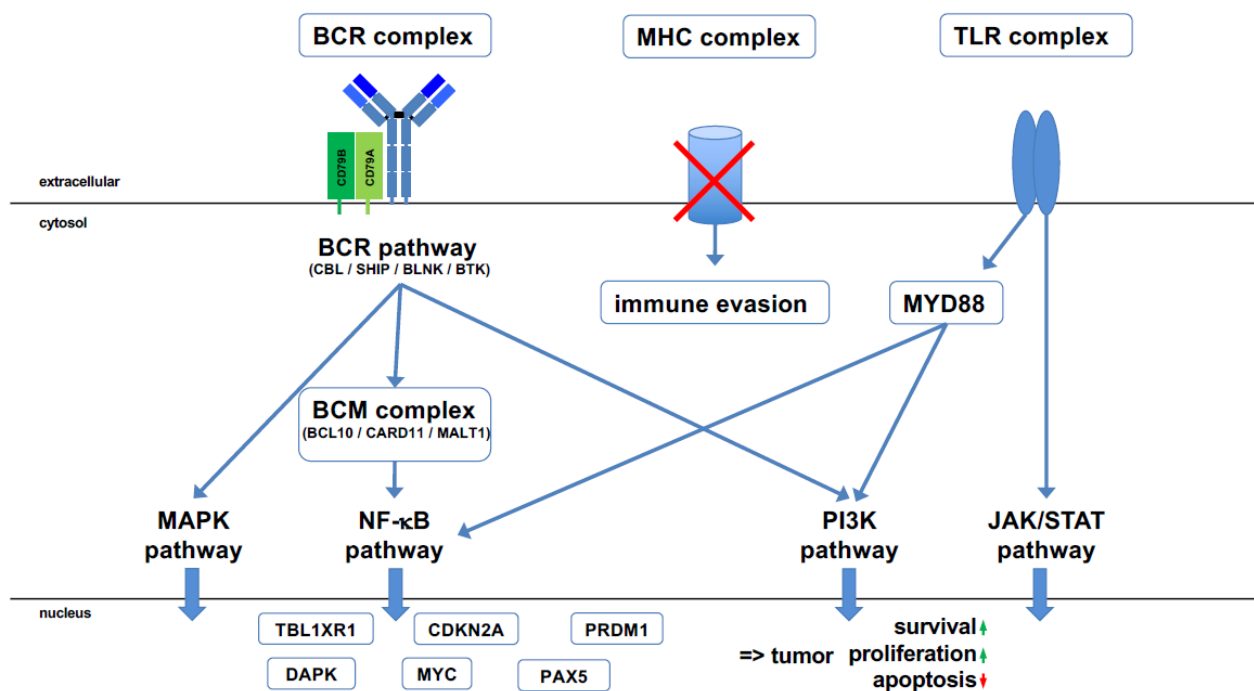 BCR complex
MHC complex
TLR complex
CD79B
CD79A
extracellular
cytosol
BCR pathway
(CBL / SHIP / BLNK / BTK)
immune evasion
MYD88
BCM complex
(BCL10 / CARD11 / MALT1)
MAPK
pathway
NF-κB
pathway
PI3K
pathway
JAK/STAT
pathway
nucleus
TBL1XR1
CDKN2A
PRDM1
DAPK
MYC
PAX5
survival
=> tumor proliferation
apoptosis